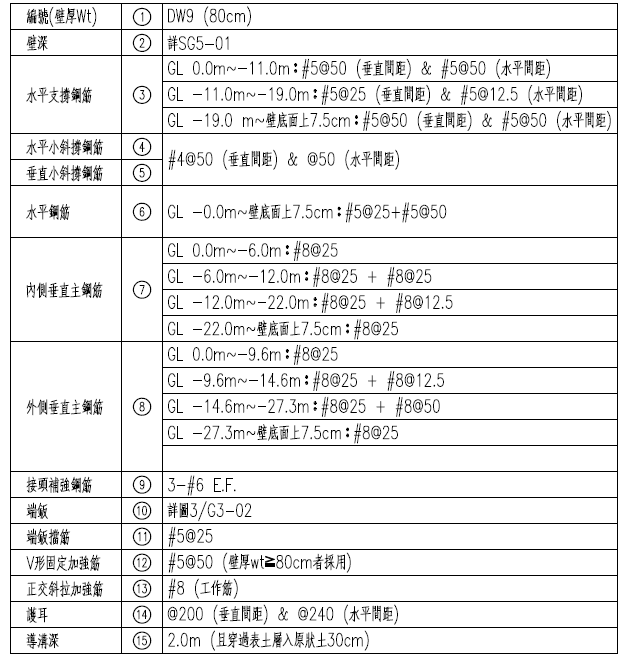 編號(壁厚Wt) ① DW9 (80cm)
壁深 ② 詳SG5-01
水平支撐鋼筋 ③ GL 0.0m~-11.0m:#5@50 (垂直間距) & #5@50 (水平間距)
GL -11.0m~-19.0m:#5@25 (垂直間距) & #5@12.5 (水平間距)
GL -19.0 m~壁底面上7.5cm:#5@50 (垂直間距) & #5@50 (水平間距)
水平小斜撐鋼筋 ④
垂直小斜撐鋼筋 ⑤
#4@50 (垂直間距) & @50 (水平間距)
水平鋼筋 ⑥ GL -0.0m~壁底面上7.5cm:#5@25+#5@50
內側垂直主鋼筋 ⑦ GL 0.0m~-6.0m:#8@25
GL -6.0m~-12.0m:#8@25 + #8@25
GL -12.0m~-22.0m:#8@25 + #8@12.5
GL -22.0m~壁底面上7.5cm:#8@25
外側垂直主鋼筋 ⑧ GL 0.0m~-9.6m:#8@25
GL -9.6m~-14.6m:#8@25 + #8@12.5
GL -14.6m~-27.3m:#8@25 + #8@50
GL -27.3m~壁底面上7.5cm:#8@25
接頭補強鋼筋 ⑨ 3-#6 E.F.
端鈑 ⑩ 詳圖3/G3-02
端鈑擋筋 ⑪ #5@25
V形固定加強筋 ⑫ #5@50 (壁厚wt≧80cm者採用)
正交斜拉加強筋 ⑬ #8 (工作筋)
護耳 ⑭ @200 (垂直間距) & @240 (水平間距)
導溝深 ⑮ 2.0m (且穿過表土層入原狀土30cm)